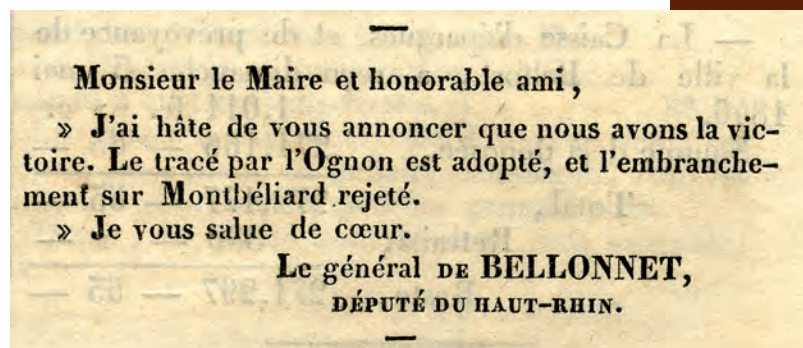 Monsieur le Maire et honorable ami,
» J'ai hâte de vous annoncer que nous avons la vic-
toire. Le tracé par l'Ognon est adopté, et l'embranche-
ment sur Montbéliard rejeté.
» Je vous salue de cœur.
Le général DE BELLONNET,
DÉPUTÉ DU HAUT-RHIN.